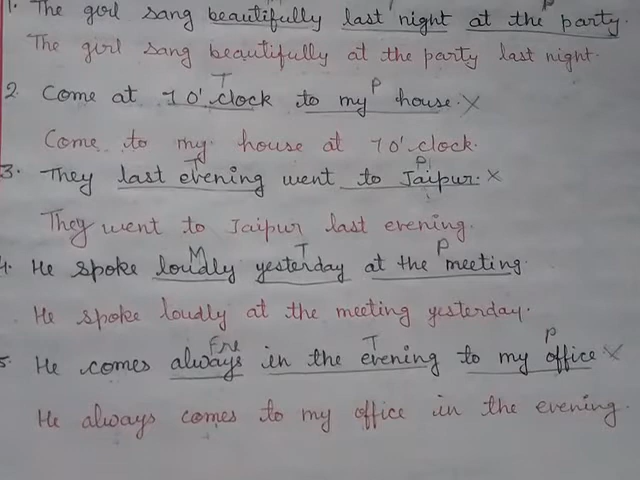 1. The girl sang beautifully last night at the party.
The girl sang beautifully at the party last night.
T P
2. Come at 7 O'clock to my house. X
Come to my house at 7 O'clock.
T P
3. They last evening went to Jaipur. X
They went to Jaipur last evening.
M T P
4. He spoke loudly yesterday at the meeting.
He spoke loudly at the meeting yesterday.
Fre T P
5. He comes always in the evening to my office X
He always comes to my office in the evening.